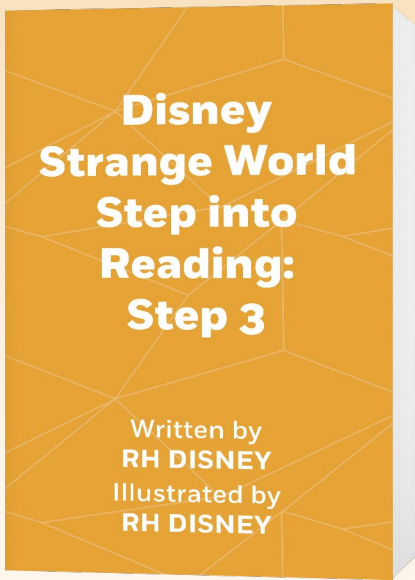 Disney
Strange World
Step into
Reading:
Step 3
Written by
RH DISNEY
Illustrated by
RH DISNEY